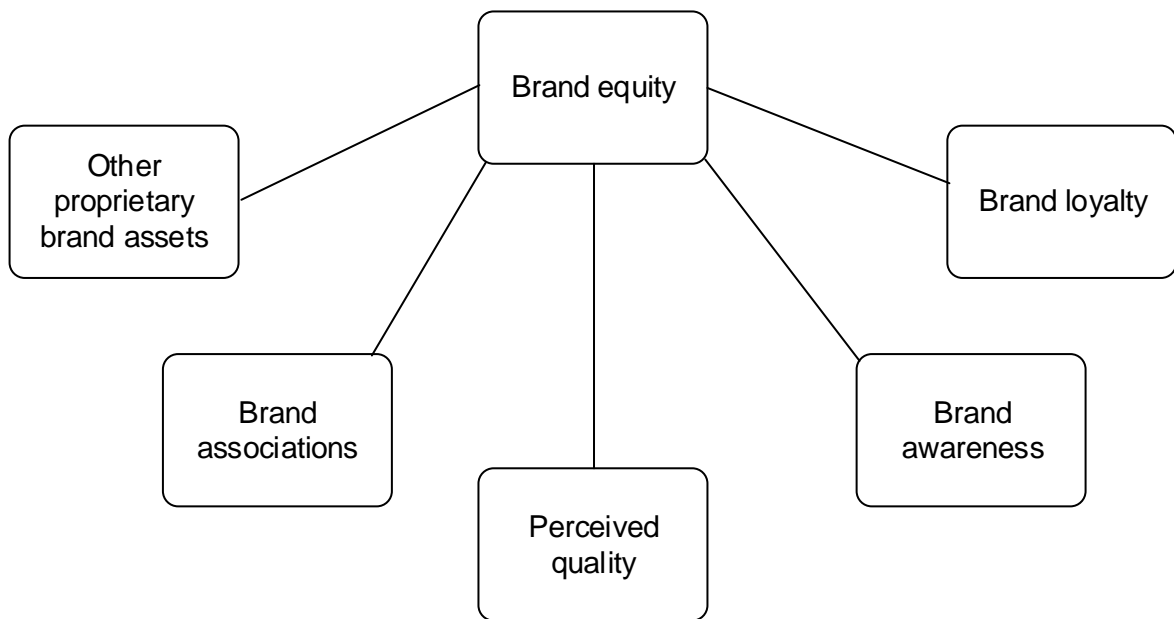 Brand equity
Other
proprietary
brand assets
Brand loyalty
Brand
associations
Brand
awareness
Perceived
quality